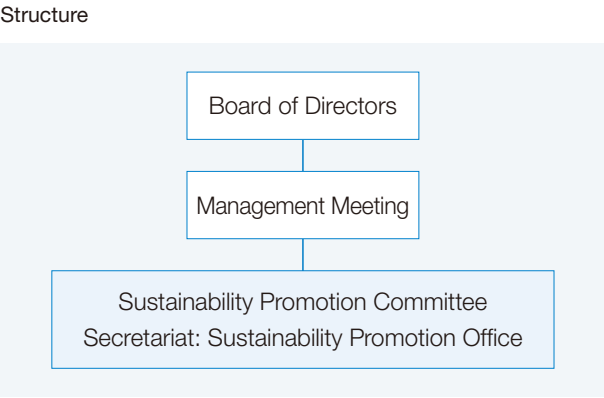 Structure
Board of Directors
Management Meeting
Sustainability Promotion Committee
Secretariat: Sustainability Promotion Office